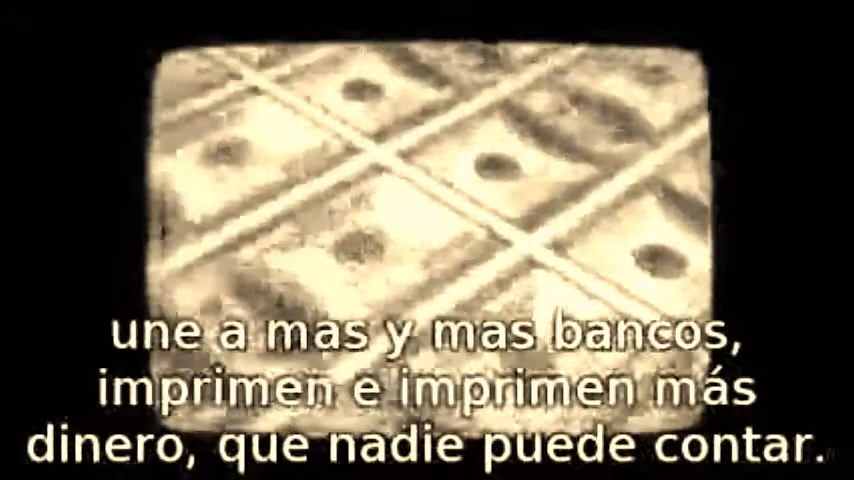 une a mas y mas bancos,
imprimen e imprimen más
dinero, que nadie puede contar.